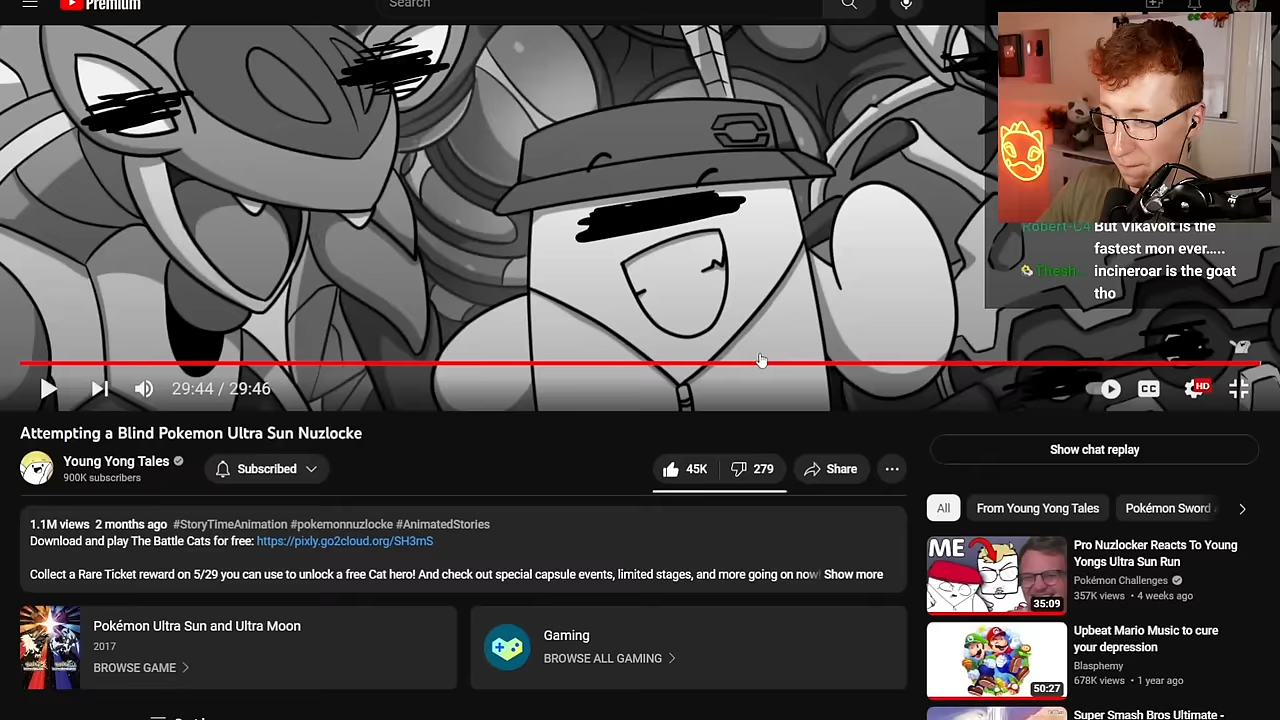 Premium
Search
Robert-C4 But Vikavolt is the
fastest mon ever.....
Thesh... incineroar is the goat
tho
29:44 / 29:46
CC
HD
Attempting a Blind Pokemon Ultra Sun Nuzlocke
Young Yong Tales
900K subscribers
Subscribed
45K
279
Share
Show chat replay
1.1M views 2 months ago #StoryTimeAnimation #pokemonnuzlocke #AnimatedStories
Download and play The Battle Cats for free: https://pixly.go2cloud.org/SH3mS
Collect a Rare Ticket reward on 5/29 you can use to unlock a free Cat hero! And check out special capsule events, limited stages, and more going on now! Show more
Pokémon Ultra Sun and Ultra Moon
2017
BROWSE GAME
Gaming
BROWSE ALL GAMING
All
From Young Yong Tales
Pokémon Sword
ME
35:09
Pro Nuzlocker Reacts To Young
Yongs Ultra Sun Run
Pokémon Challenges
357K views • 4 weeks ago
50:27
Upbeat Mario Music to cure
your depression
Blasphemy
678K views • 1 year ago
Super Smash Bros Ultimate -